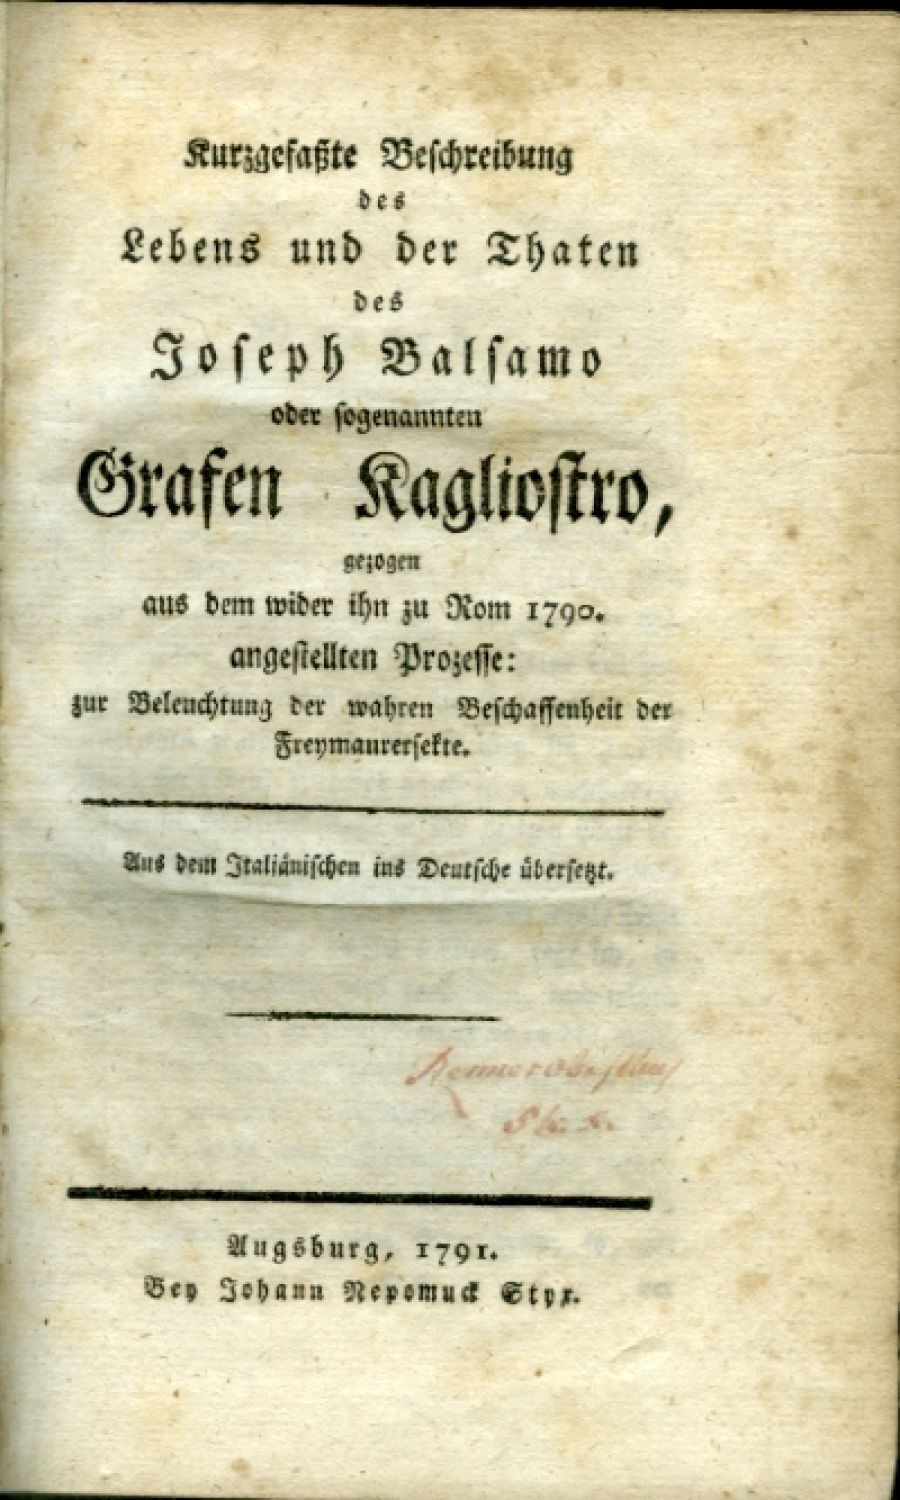 Kurzgefaßte Beschreibung
des
Lebens und der Thaten
des
Joseph Balsamo
oder sogenannten
Grafen Kagliostro,
gezogen
aus dem wider ihn zu Rom 1790.
angestellten Prozesse:
zur Beleuchtung der wahren Beschaffenheit der
Freymaurersekte.
Aus dem Italiänischen ins Deutsche übersetzt.
Augsburg, 1791.
Bey Johann Nepomuck Styx.